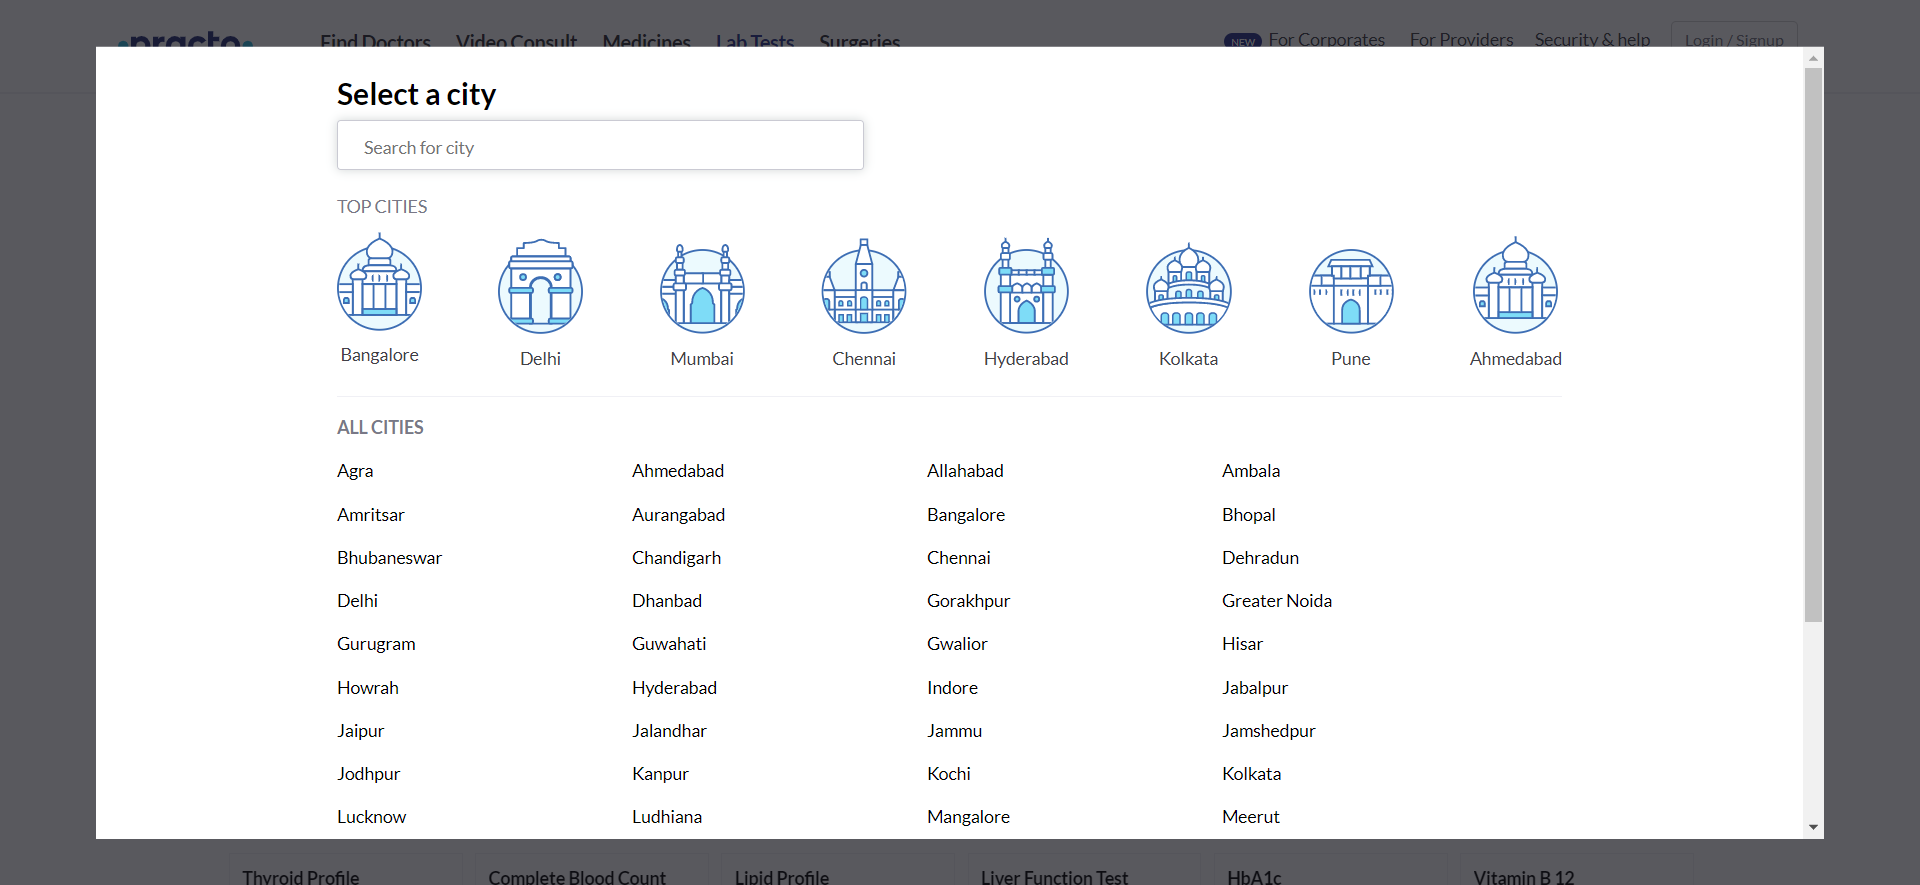 practo
Find Doctors Video Consult Medicines Lab Tests Surgeries NEW For Corporates For Providers Security & help Login / Signup
Select a city
Search for city
TOP CITIES
Bangalore Delhi Mumbai Chennai Hyderabad Kolkata Pune Ahmedabad
ALL CITIES
Agra Ahmedabad Allahabad Ambala
Amritsar Aurangabad Bangalore Bhopal
Bhubaneswar Chandigarh Chennai Dehradun
Delhi Dhanbad Gorakhpur Greater Noida
Gurugram Guwahati Gwalior Hisar
Howrah Hyderabad Indore Jabalpur
Jaipur Jalandhar Jammu Jamshedpur
Jodhpur Kanpur Kochi Kolkata
Lucknow Ludhiana Mangalore Meerut
Thyroid Profile Complete Blood Count Lipid Profile Liver Function Test HbA1c Vitamin B 12